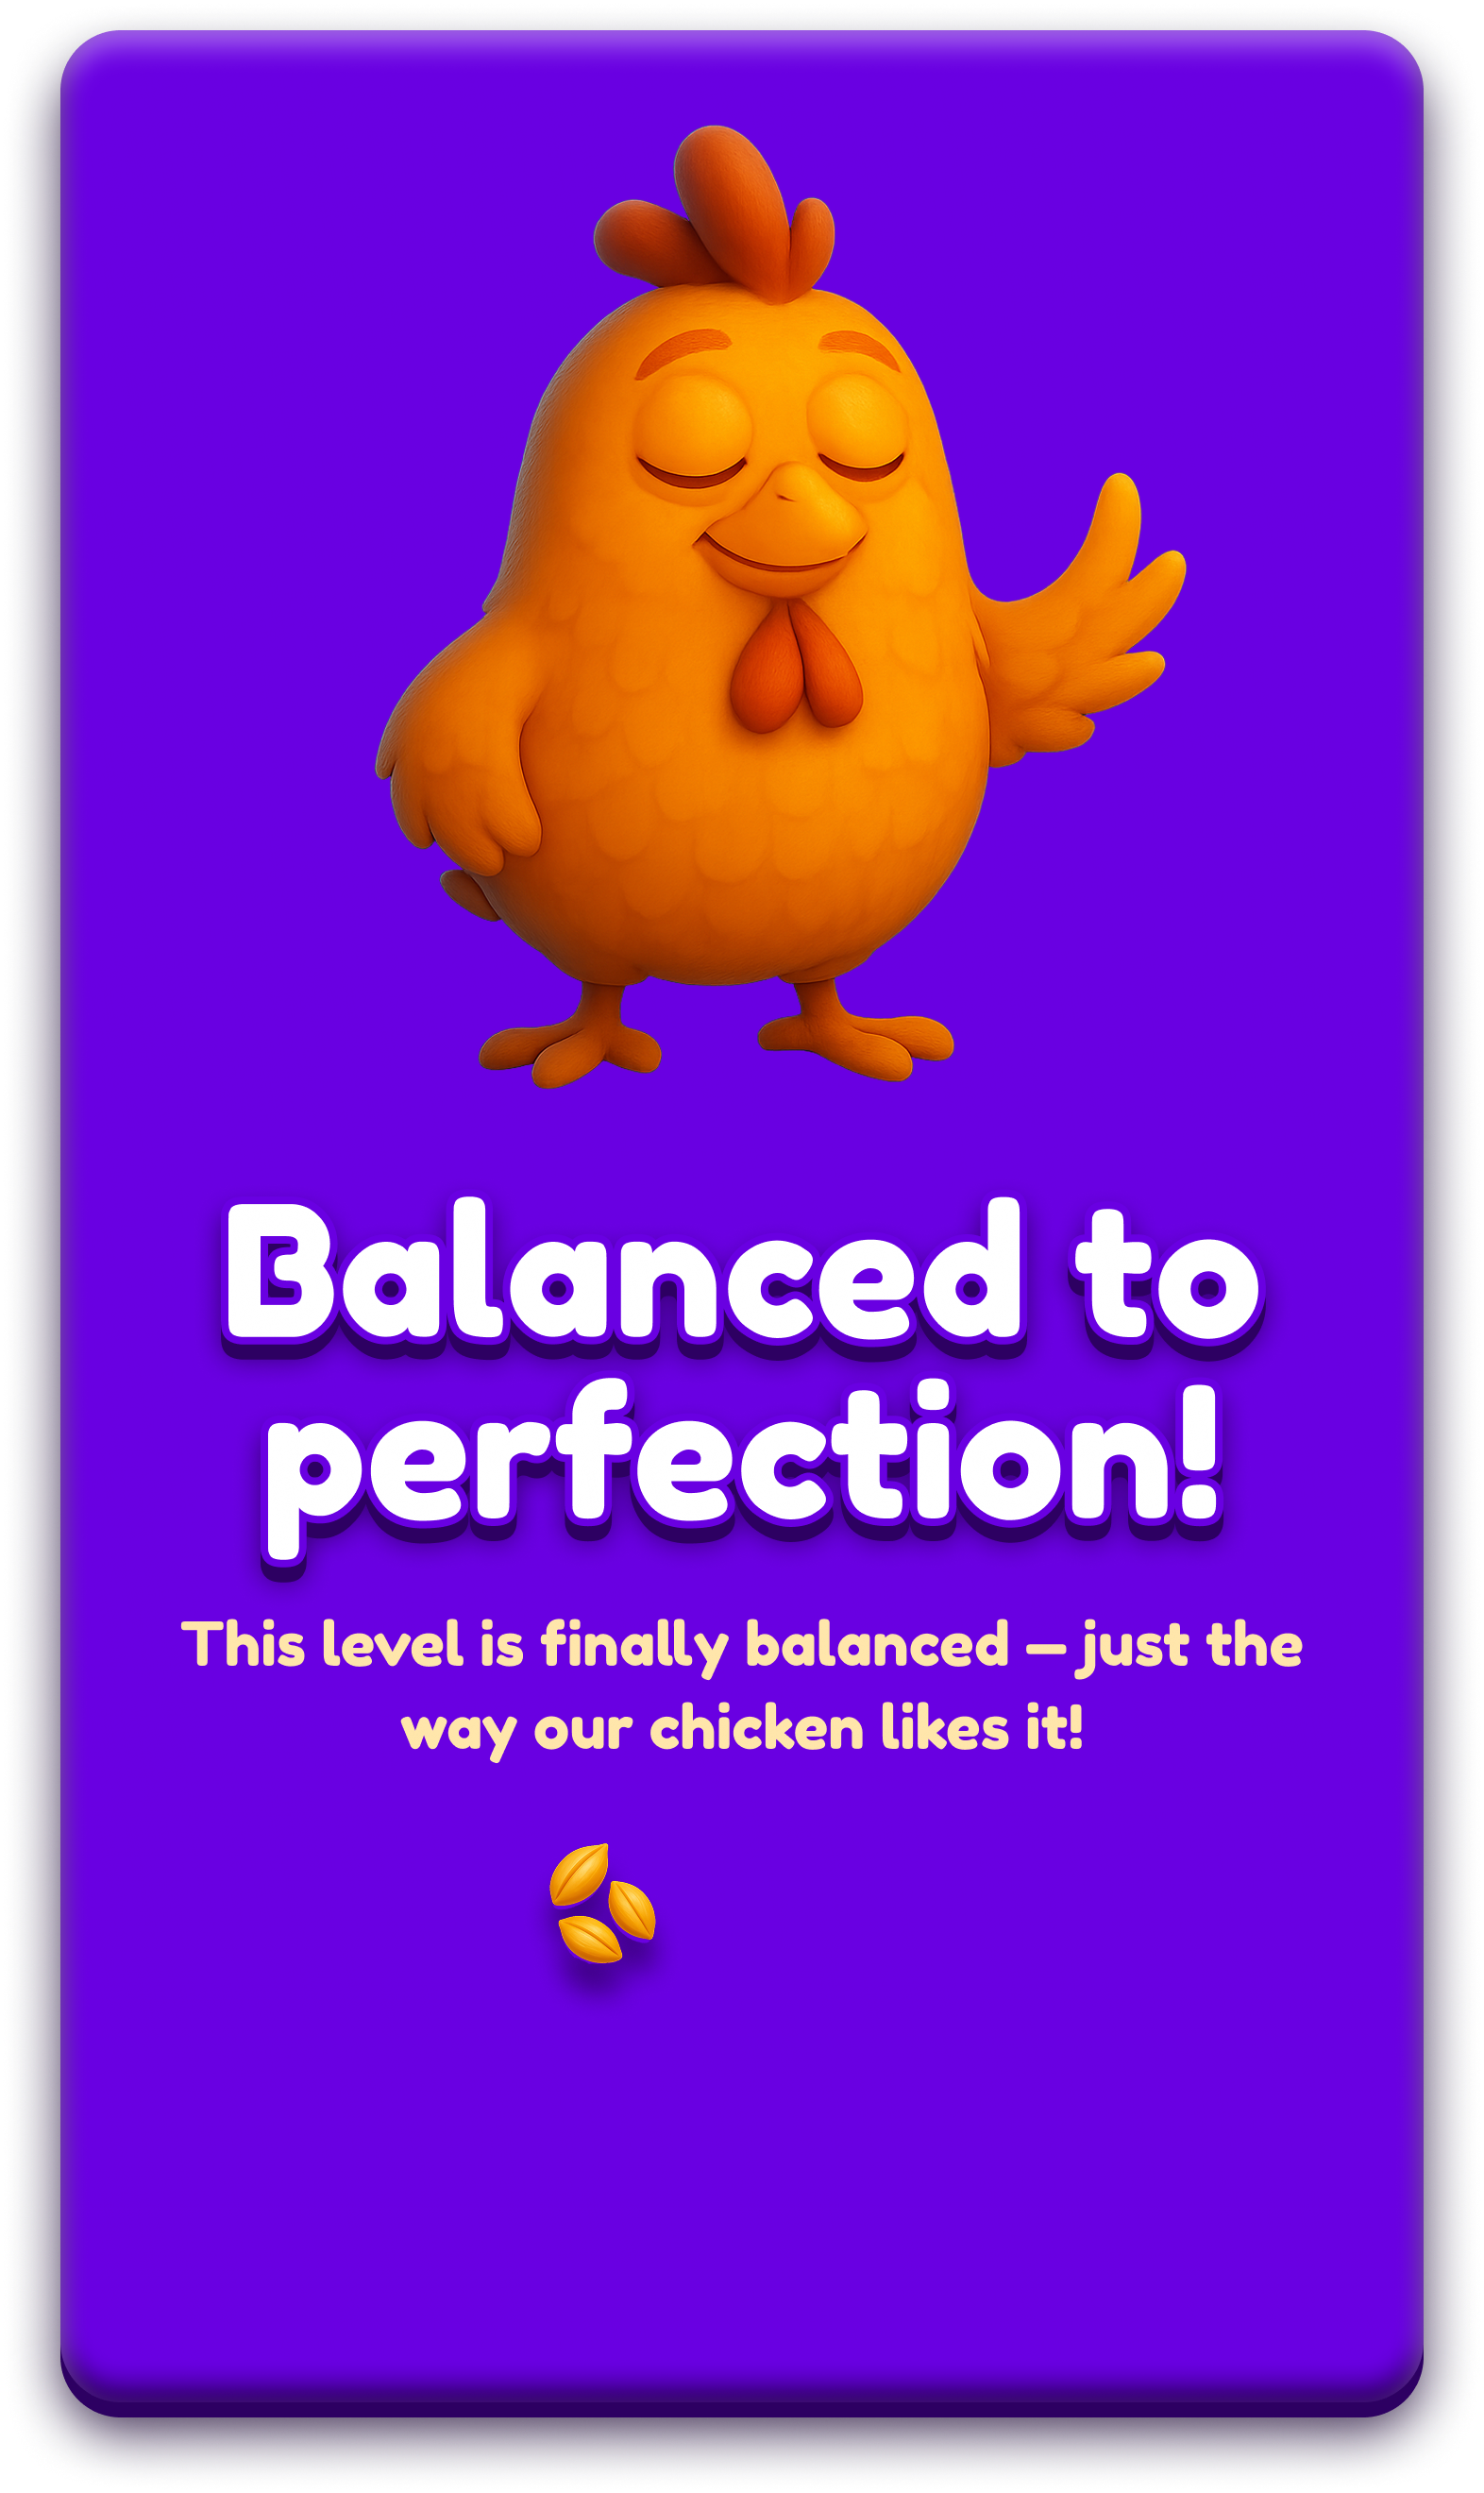 Balanced to
perfection!
This level is finally balanced —just the
way our chicken likes it!